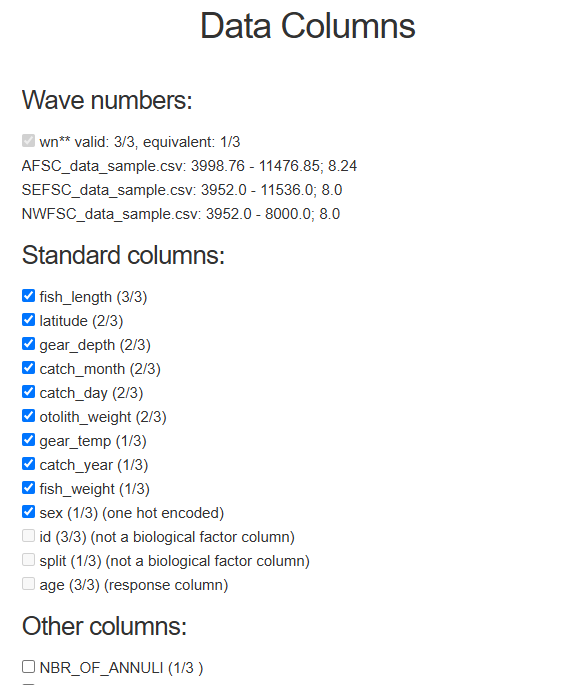 Data Columns
Wave numbers:
wn** valid: 3/3, equivalent: 1/3
AFSC_data_sample.csv: 3998.76 - 11476.85; 8.24
SEFSC_data_sample.csv: 3952.0 - 11536.0; 8.0
NWFSC_data_sample.csv: 3952.0 - 8000.0; 8.0
Standard columns:
fish_length (3/3)
latitude (2/3)
gear_depth (2/3)
catch_month (2/3)
catch_day (2/3)
otolith_weight (2/3)
gear_temp (1/3)
catch_year (1/3)
fish_weight (1/3)
sex (1/3) (one hot encoded)
id (3/3) (not a biological factor column)
split (1/3) (not a biological factor column)
age (3/3) (response column)
Other columns:
NBR_OF_ANNULI (1/3 )